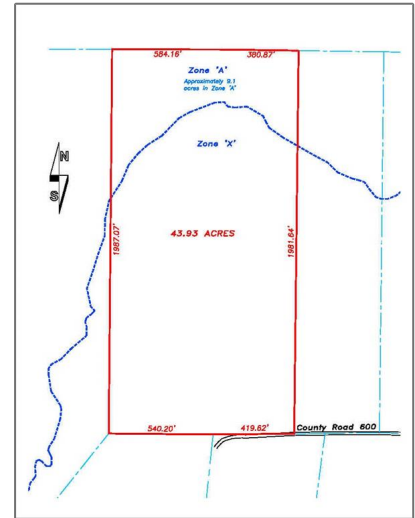 584.16' 380.87'
Zone "A"
Approximately 9.1
acres in Zone "A"
Zone "X"
N
S
43.93 ACRES
1987.07'
1981.64'
540.20' 419.62' County Road 600